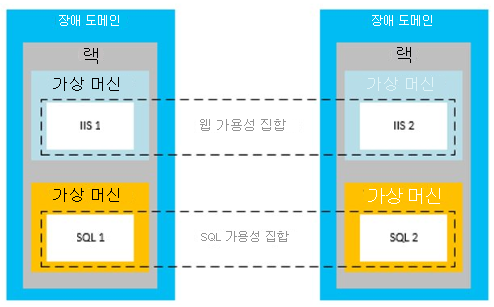 장애 도메인
장애 도메인
랙
랙
가상 머신
가상 머신
IIS 1
웹 가용성 집합
IIS 2
가상 머신
가상 머신
SQL 1
SQL 가용성 집합
SQL 2